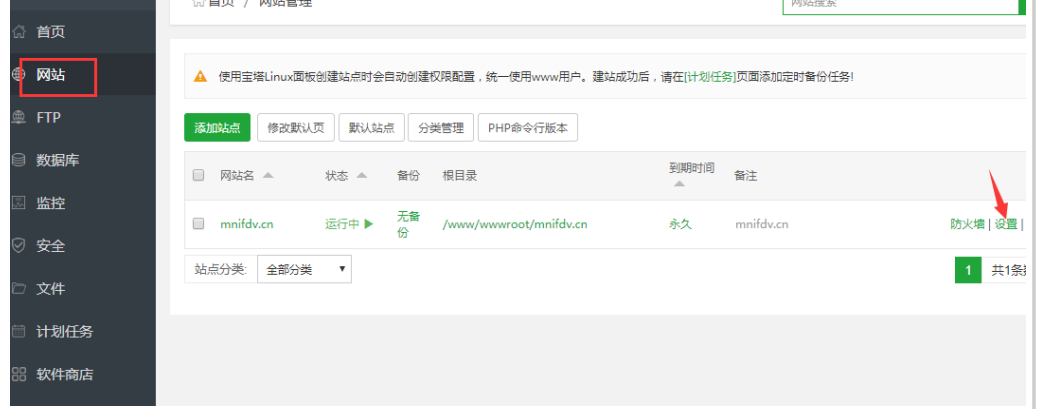 首页 / 网站管理
网站搜索
首页
网站
FTP
数据库
监控
安全
文件
计划任务
软件商店
使用宝塔Linux面板创建站点时会自动创建权限配置，统一使用www用户。建站成功后，请在[计划任务]页面添加定时备份任务!
添加站点 修改默认页 默认站点 分类管理 PHP命令行版本
网站名 状态 备份 根目录 到期时间 备注
mnifdv.cn 运行中 无备份 /www/wwwroot/mnifdv.cn 永久 mnifdv.cn 防火墙 | 设置 |
站点分类: 全部分类
1 共1条